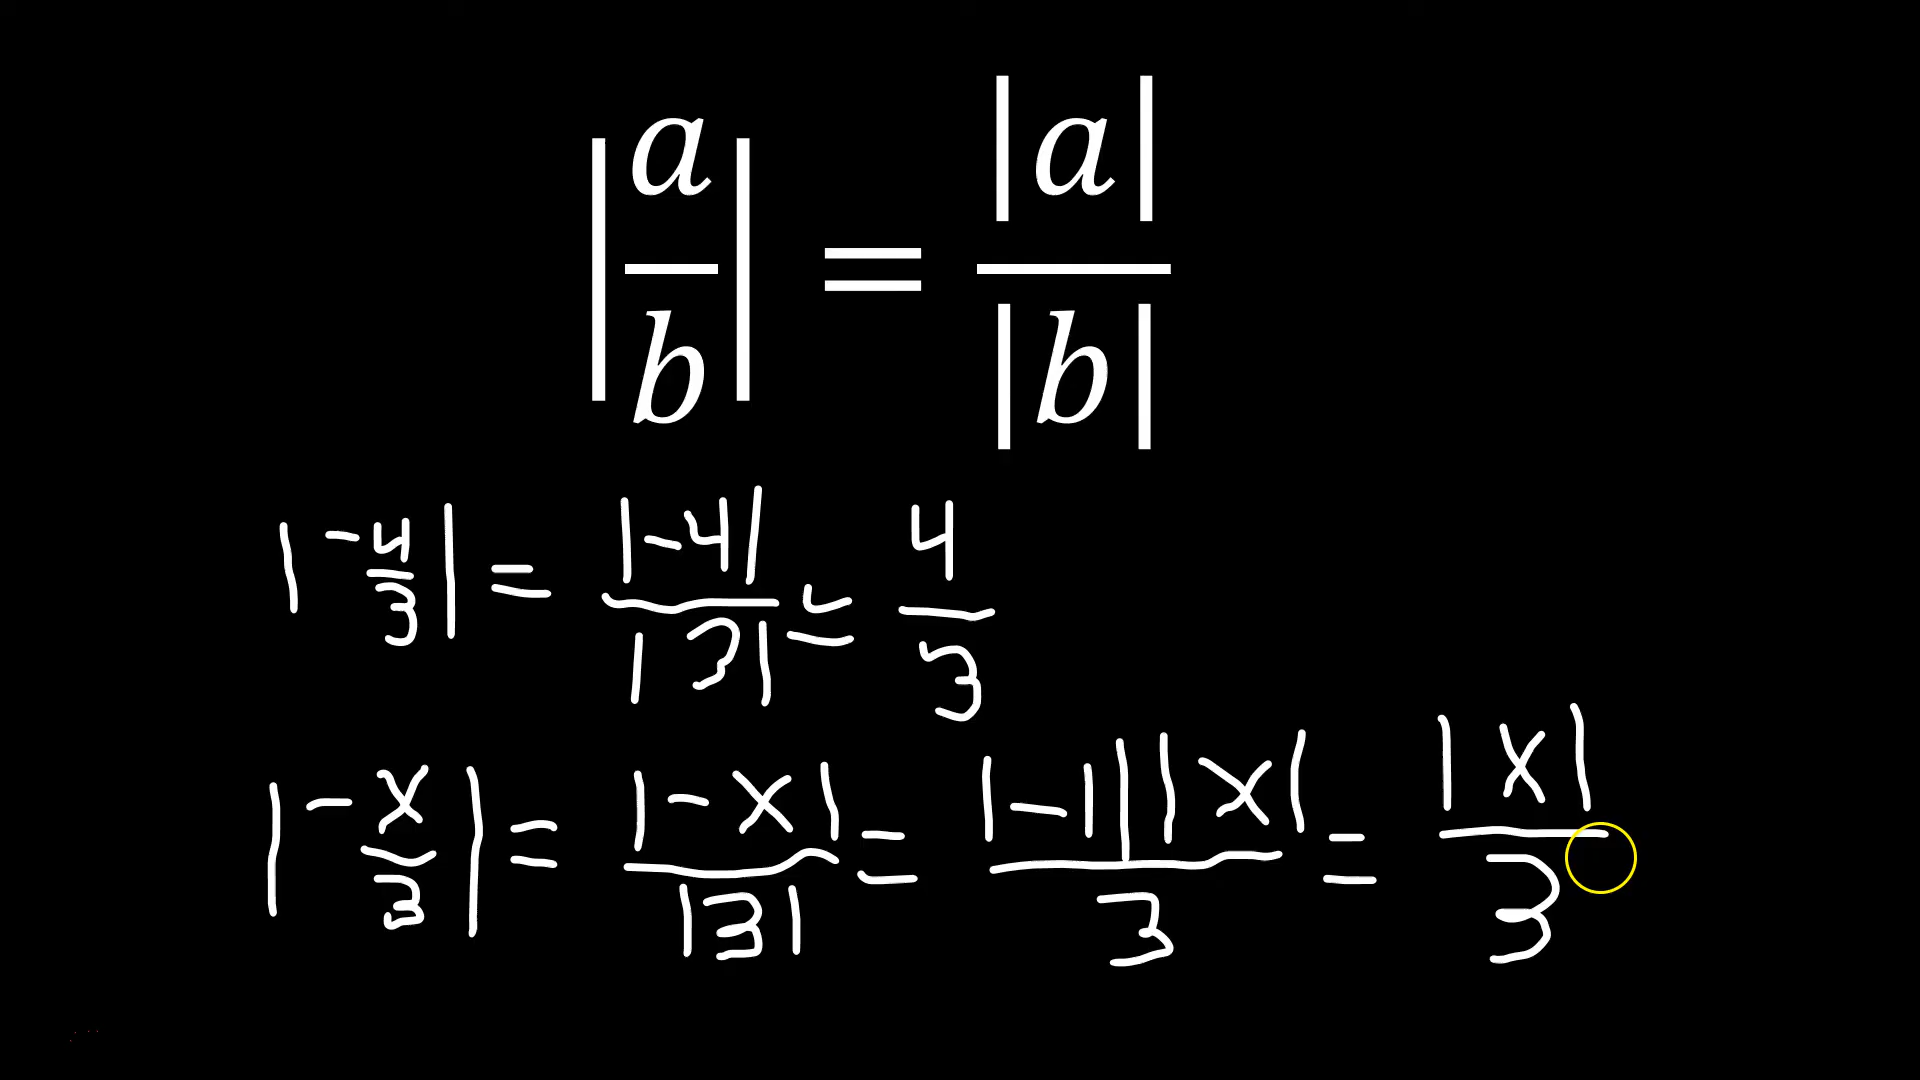 |a/b| = |a|/|b|
|-4/3| = |-4|/|3| = 4/3
|-x/3| = |-x|/|3| = |-1||x|/3 = |x|/3